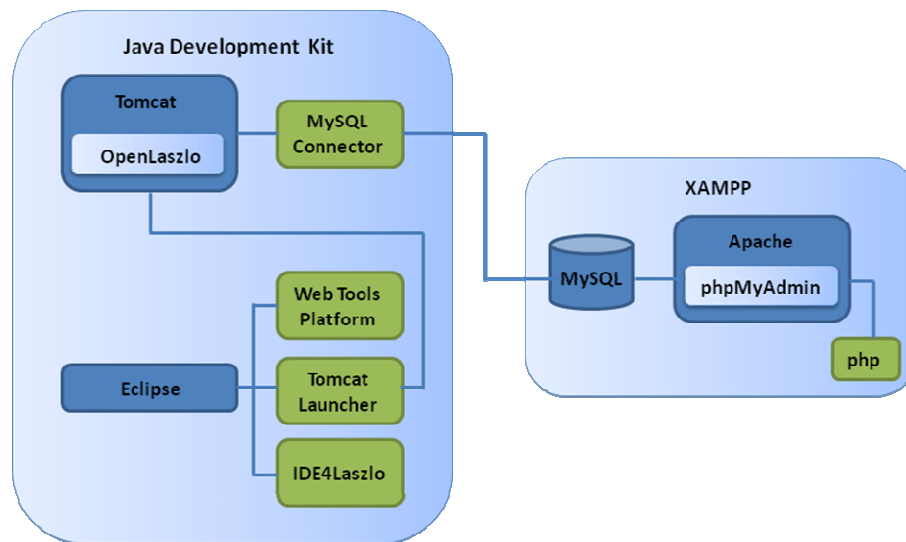 Java Development Kit
Tomcat
OpenLaszlo
MySQL
Connector
Web Tools
Platform
Eclipse
Tomcat
Launcher
IDE4Laszlo
XAMPP
MySQL
Apache
phpMyAdmin
php